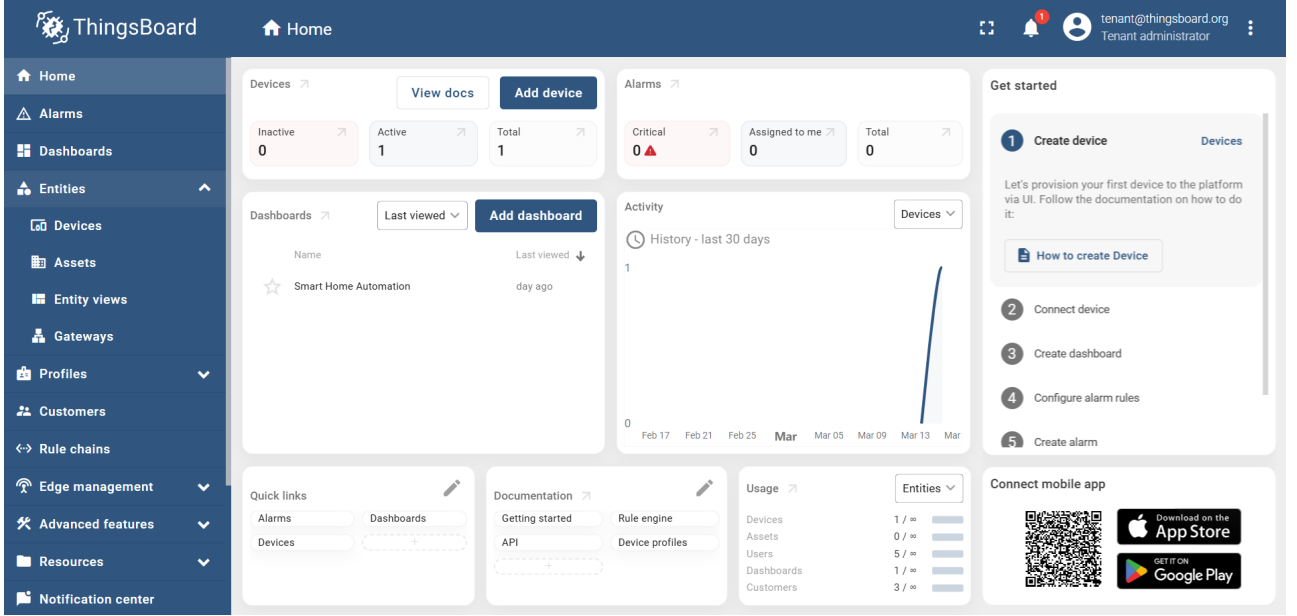 ThingsBoard
Home
1
tenant@thingsboard.org
Tenant administrator
Home
Alarms
Dashboards
Entities
Devices
Assets
Entity views
Gateways
Profiles
Customers
Rule chains
Edge management
Advanced features
Resources
Notification center
Devices
View docs
Add device
Inactive
0
Active
1
Total
1
Alarms
Critical
0
Assigned to me
0
Total
0
Dashboards
Last viewed
Add dashboard
Name
Last viewed
Smart Home Automation
day ago
Activity
Devices
History - last 30 days
1
0
Feb 17 Feb 21 Feb 25 Mar Mar 05 Mar 09 Mar 13 Mar
Get started
1
Create device
Devices
Let's provision your first device to the platform
via UI. Follow the documentation on how to do
it:
How to create Device
2
Connect device
3
Create dashboard
4
Configure alarm rules
5
Create alarm
Quick links
Alarms
Dashboards
Devices
+
Documentation
Getting started
Rule engine
API
Device profiles
+
Usage
Entities
Devices 1 / ∞
Assets 0 / ∞
Users 5 / ∞
Dashboards 1 / ∞
Customers 3 / ∞
Connect mobile app
Download on the
App Store
GET IT ON
Google Play